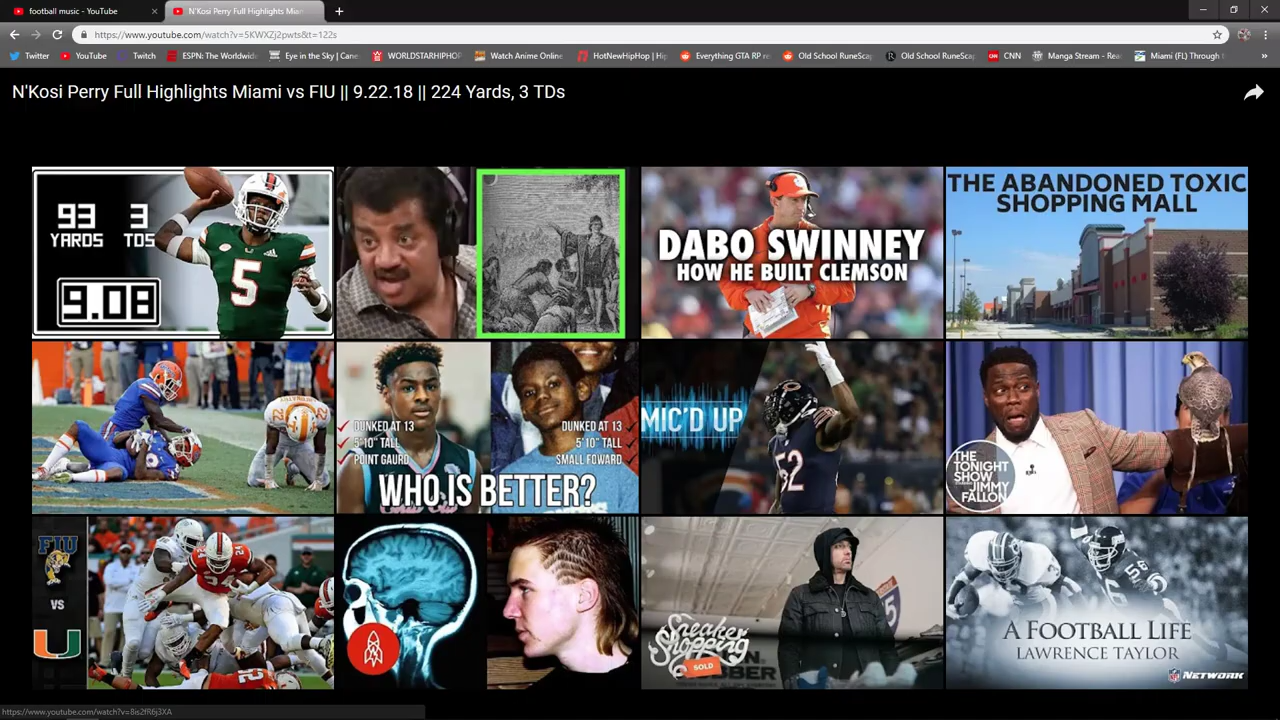 football music - YouTube
N'Kosi Perry Full Highlights Miam
https://www.youtube.com/watch?v=5KWXZj2pwts&t=122s
Twitter
YouTube
Twitch
ESPN: The Worldwide
Eye in the Sky | Cane
WORLDSTARHIPHOP
Watch Anime Online
HotNewHipHop | Hip
Everything GTA RP
Old School RuneScap
Old School RuneScap
CNN
Manga Stream - Rea
Miami (FL) Through t
»
N'Kosi Perry Full Highlights Miami vs FIU || 9.22.18 || 224 Yards, 3 TDs
93 3
YARDS TDS
9.08
5
DABO SWINNEY
HOW HE BUILT CLEMSON
THE ABANDONED TOXIC
SHOPPING MALL
DUNKED AT 13
5'10" TALL
POINT GAURD
DUNKED AT 13
5'10" TALL
SMALL FOWARD
WHO IS BETTER?
MIC'D UP
52
THE
TONIGHT
SHOW
JIMMY
FALLON
FIU
VS
U
24
Sneaker
Shopping
SOLD
A FOOTBALL LIFE
LAWRENCE TAYLOR
NFL NETWORK
https://www.youtube.com/watch?v=8is2fR6j3XA